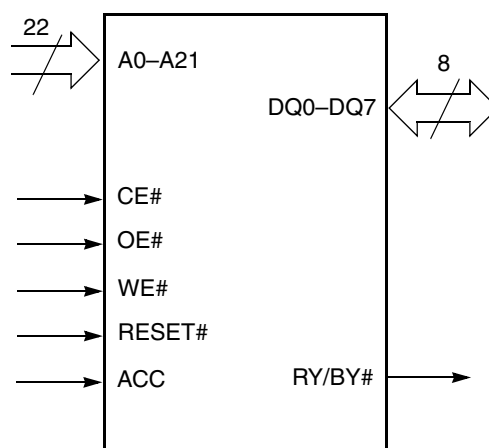 22
A0–A21
8
DQ0–DQ7
CE#
OE#
WE#
RESET#
ACC
RY/BY#